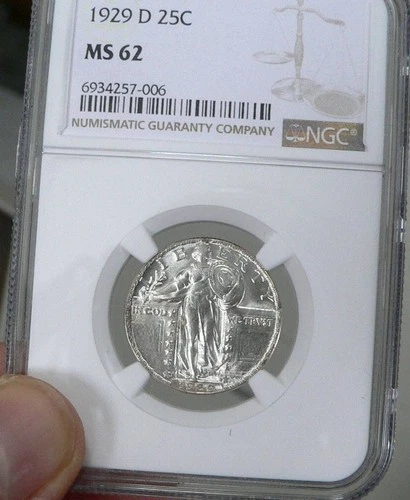 1929 D 25C
MS 62
6934257-006
NUMISMATIC GUARANTY COMPANY
NGC®
LIBERTY
IN GOD WE TRUST